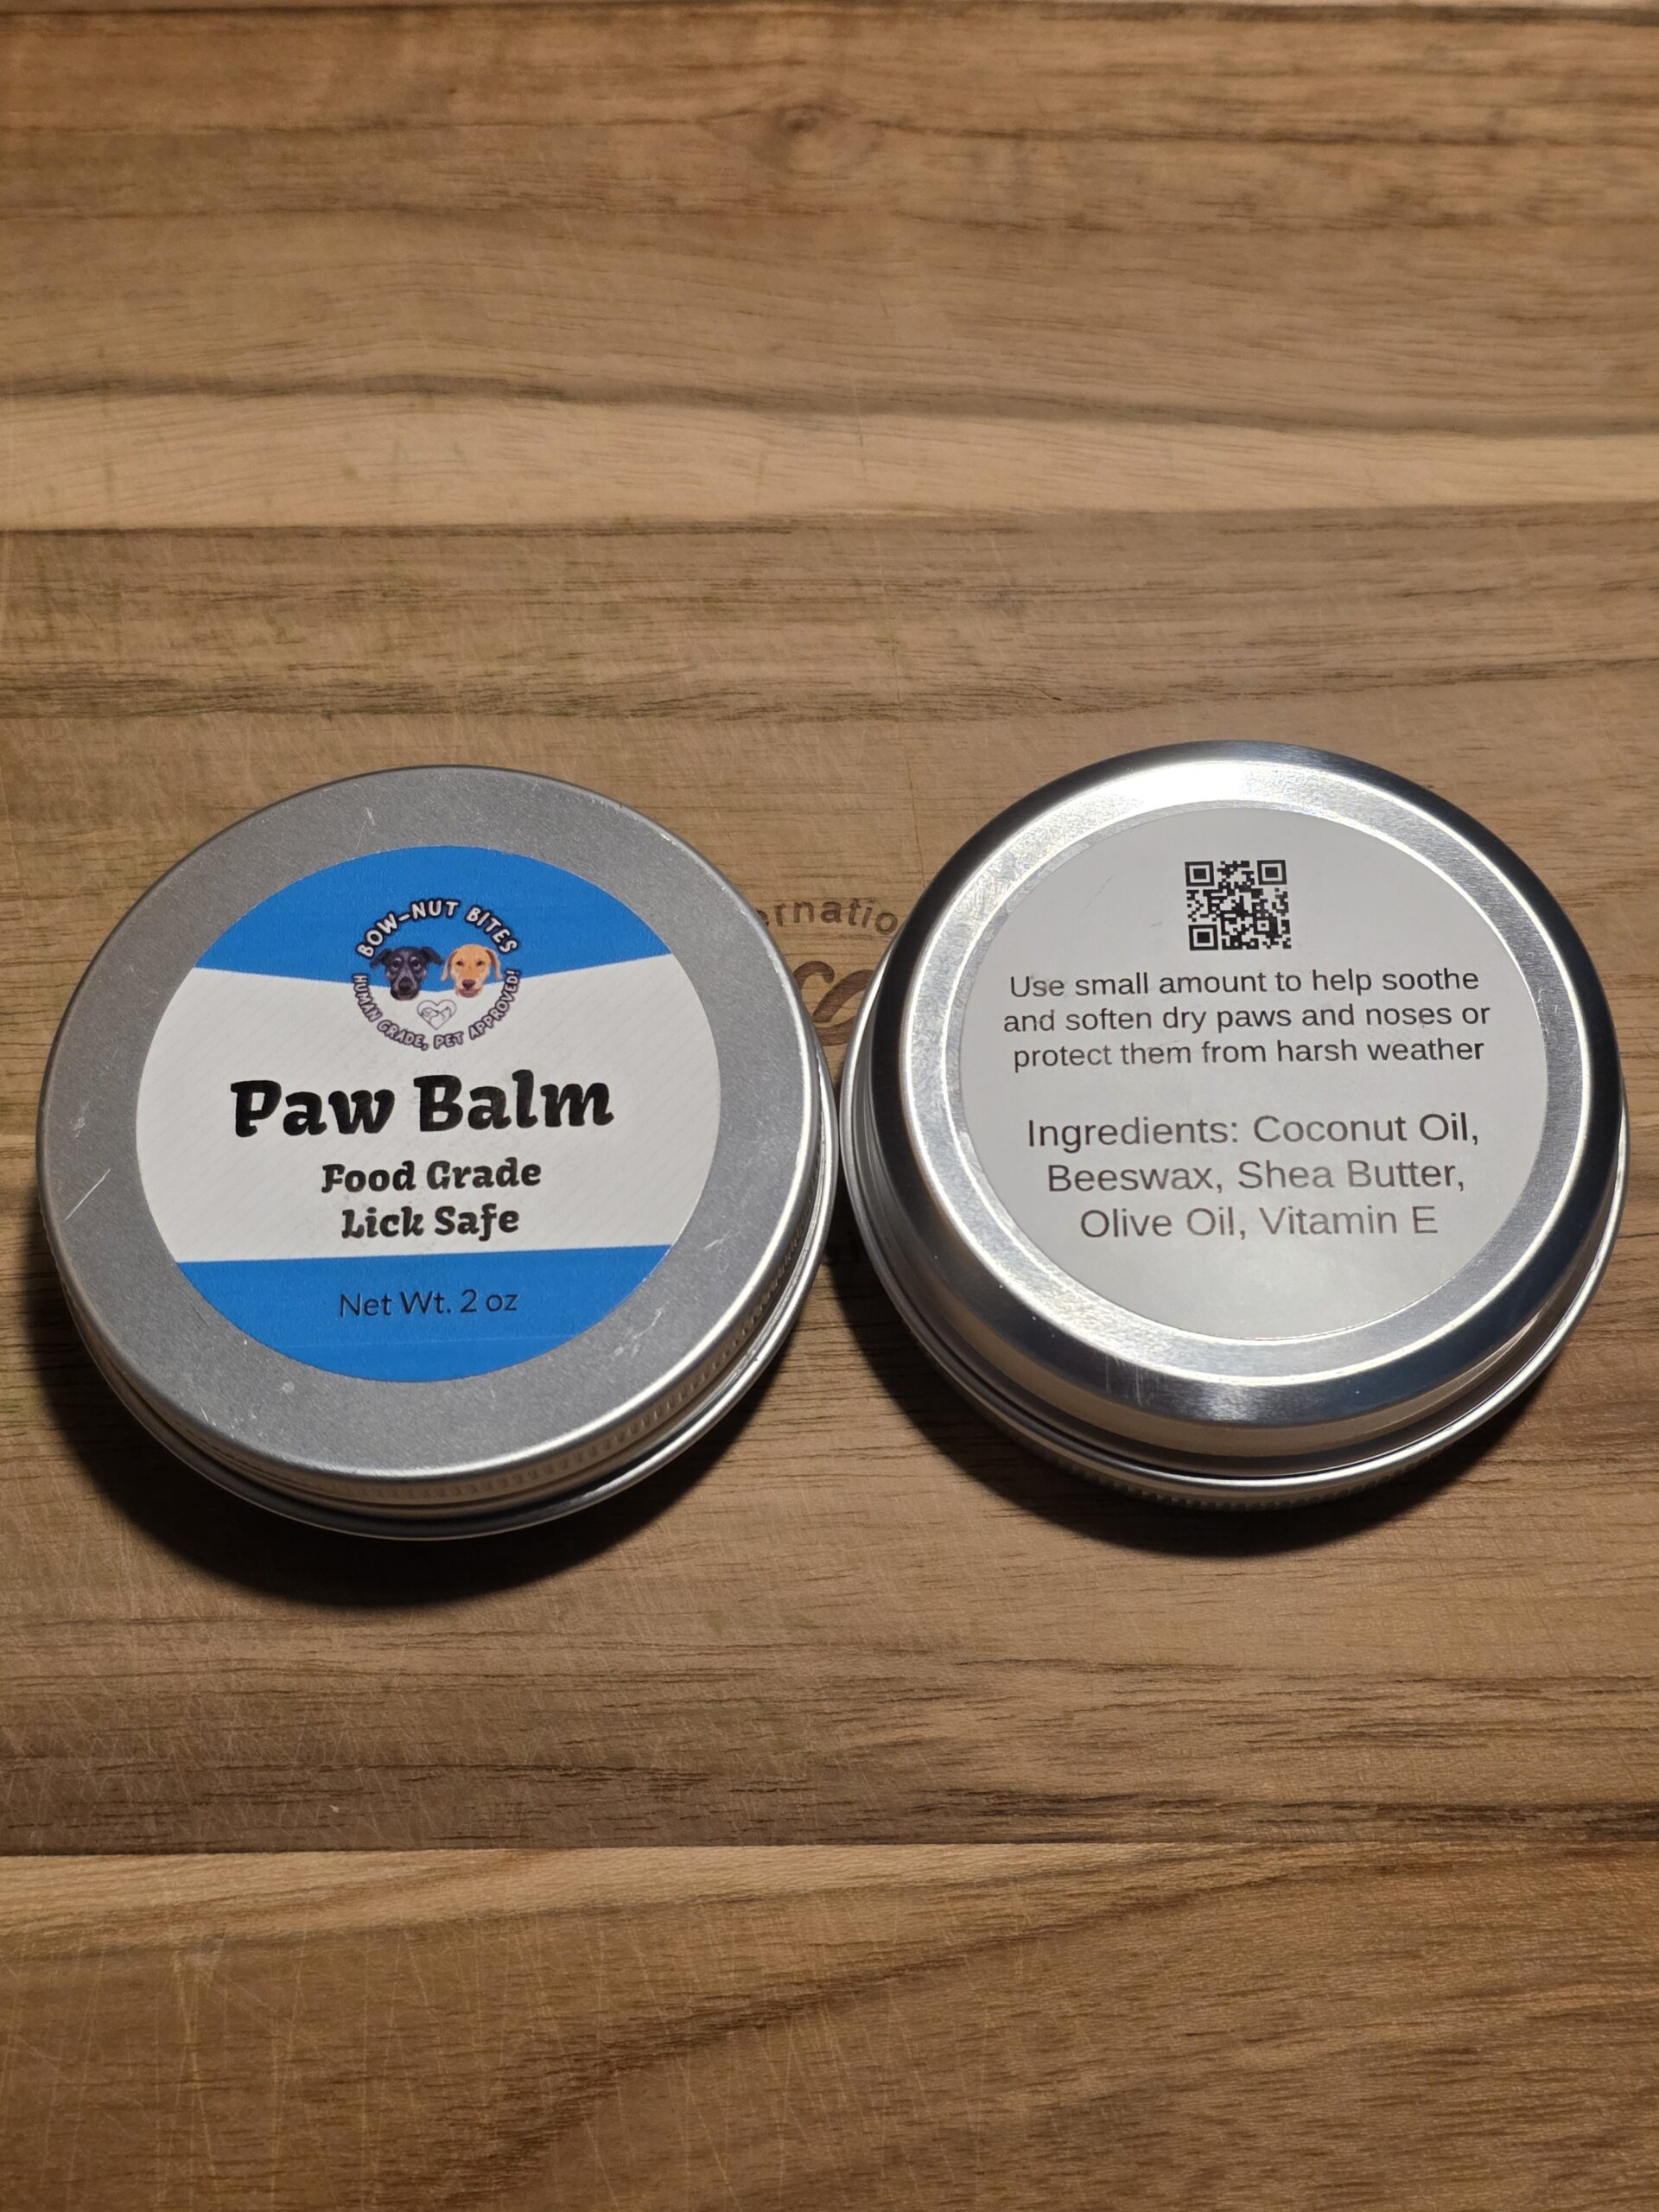 BOW-NUT BITES
HUMAN GRADE, PET APPROVED!
Paw Balm
Food Grade
Lick Safe
Net Wt. 2 oz
Use small amount to help soothe
and soften dry paws and noses or
protect them from harsh weather
Ingredients: Coconut Oil,
Beeswax, Shea Butter,
Olive Oil, Vitamin E